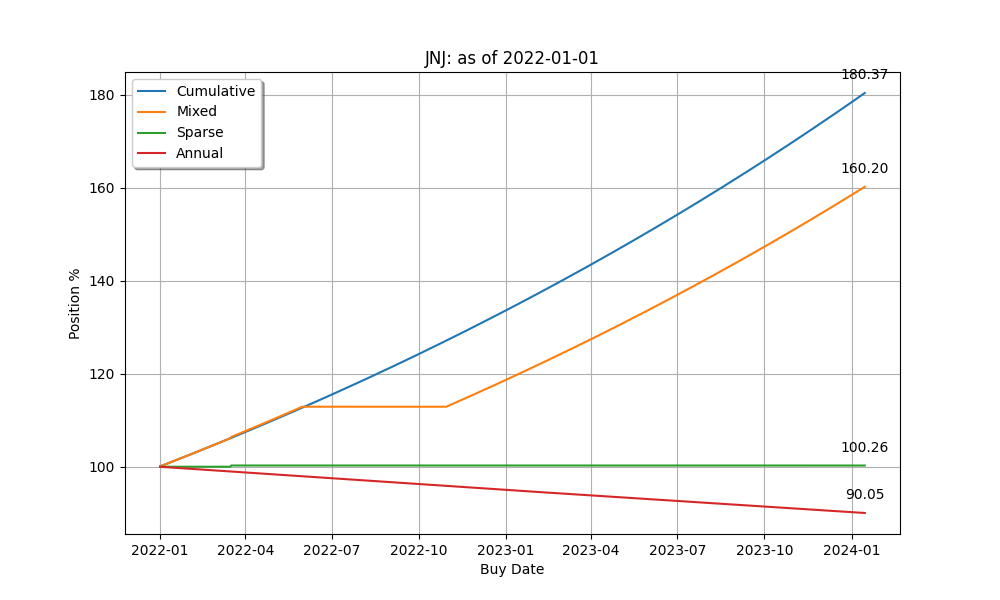 JNJ: as of 2022-01-01
180.37
180
Cumulative
Mixed
Sparse
Annual
160.20
160
140
120
100.26
100
90.05
Position %
2022-01 2022-04 2022-07 2022-10 2023-01 2023-04 2023-07 2023-10 2024-01
Buy Date